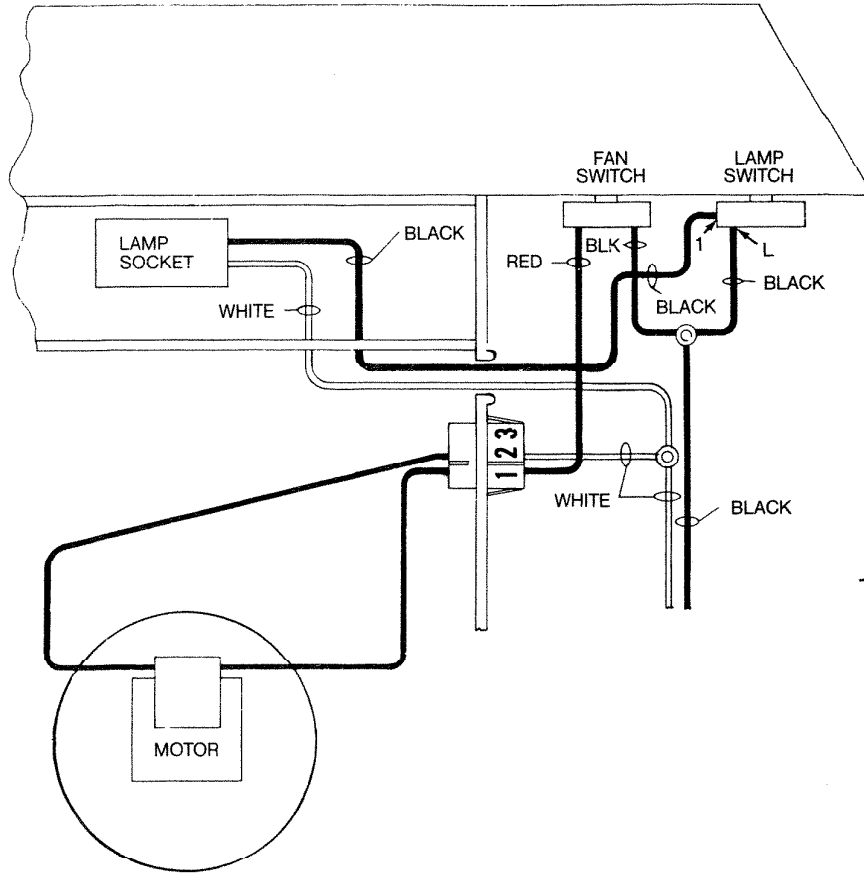 FAN
SWITCH
LAMP
SWITCH
LAMP
SOCKET
BLACK
RED
BLK
1
L
BLACK
BLACK
WHITE
1 2 3
WHITE
BLACK
MOTOR